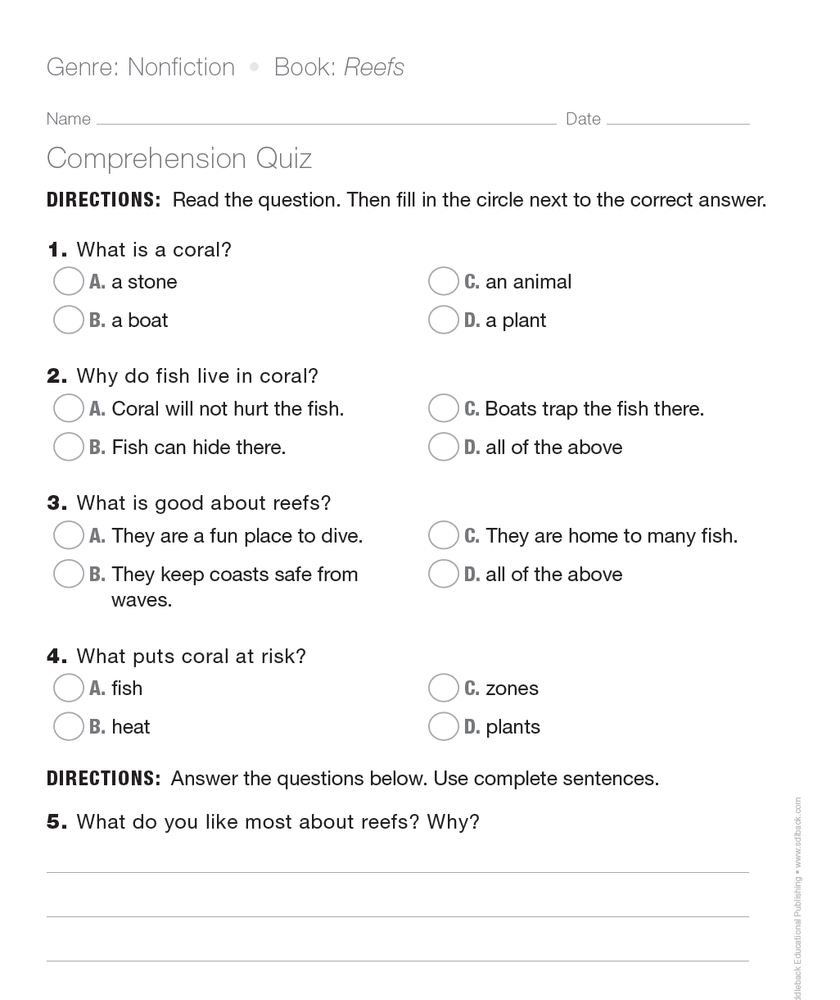 Genre: Nonfiction • Book: Reefs
Name Date
Comprehension Quiz
DIRECTIONS: Read the question. Then fill in the circle next to the correct answer.
1. What is a coral?
A. a stone
C. an animal
B. a boat
D. a plant
2. Why do fish live in coral?
A. Coral will not hurt the fish.
C. Boats trap the fish there.
B. Fish can hide there.
D. all of the above
3. What is good about reefs?
A. They are a fun place to dive.
C. They are home to many fish.
B. They keep coasts safe from
waves.
D. all of the above
4. What puts coral at risk?
A. fish
C. zones
B. heat
D. plants
DIRECTIONS: Answer the questions below. Use complete sentences.
5. What do you like most about reefs? Why?
Educational Publishing • www.sdlback.com